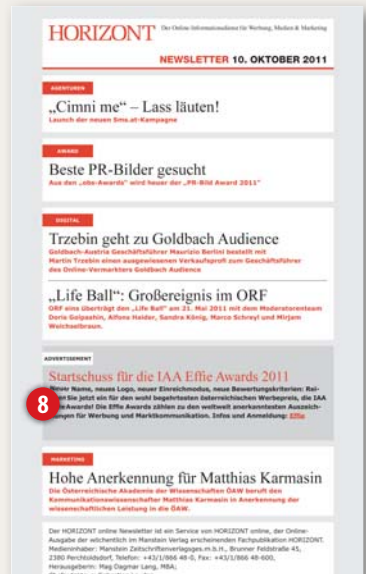 HORIZONT Der Online-Informationsdienst für Werbung, Medien & Marketing
NEWSLETTER 10. OKTOBER 2011
AGENTUREN
„Cimni me“ – Lass läuten!
Launch der neuen Sms.at-Kampagne
AWARD
Beste PR-Bilder gesucht
Aus den „obs-Awards“ wird heuer der „PR-Bild Award 2011“
DIGITAL
Trzebin geht zu Goldbach Audience
Goldbach-Austria Geschäftsführer Maurizio Berlini bestellt mit
Martin Trzebin einen ausgewiesenen Verkaufsprofi zum Geschäftsführer
des Online-Vermarkters Goldbach Audience
„Life Ball“: Großereignis im ORF
ORF eins überträgt den „Life Ball“ am 21. Mai 2011 mit dem Moderatorenteam
Doris Golpashin, Alfons Haider, Sandra König, Marco Schreyl und Mirjam
Weichselbraun.
ADVERTISEMENT
Startschuss für die IAA Effie Awards 2011
Name, neues Logo, neuer Einreichmodus, neue Bewertungskriterien: Rei-
Sie jetzt ein für den wohl begehrtesten österreichischen Werbepreis, die IAA
Awards! Die Effie Awards zählen zu den weltweit anerkanntesten Auszeich-
für Werbung und Marktkommunikation. Infos und Anmeldung: Effie
8
MARKETING
Hohe Anerkennung für Matthias Karmasin
Die Österreichische Akademie der Wissenschaften ÖAW beruft den
Kommunikationswissenschafter Matthias Karmasin in Anerkennung der
wissenschaftlichen Leistung in die ÖAW.
Der HORIZONT online Newsletter ist ein Service von HORIZONT online, der Online-
Ausgabe der wöchentlich im Manstein Verlag erscheinenden Fachpublikation HORIZONT.
Medieninhaber: Manstein Zeitschriftenverlagsges.m.b.H., Brunner Feldstraße 45,
2380 Perchtoldsdorf, Telefon: +43/1/866 48-0, Fax: +43/1/866 48-600,
Herausgeberin: Mag Dagmar Lang, MBA;